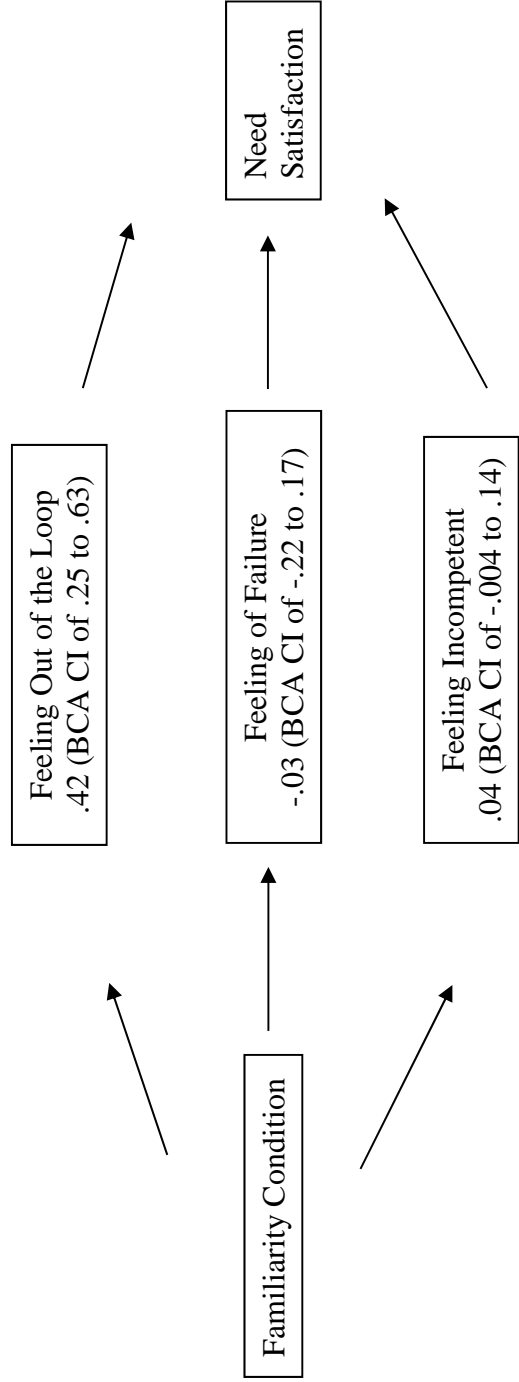 Familiarity Condition
Feeling Out of the Loop
.42 (BCA CI of .25 to .63)
Feeling of Failure
-.03 (BCA CI of -.22 to .17)
Feeling Incompetent
.04 (BCA CI of -.004 to .14)
Need
Satisfaction